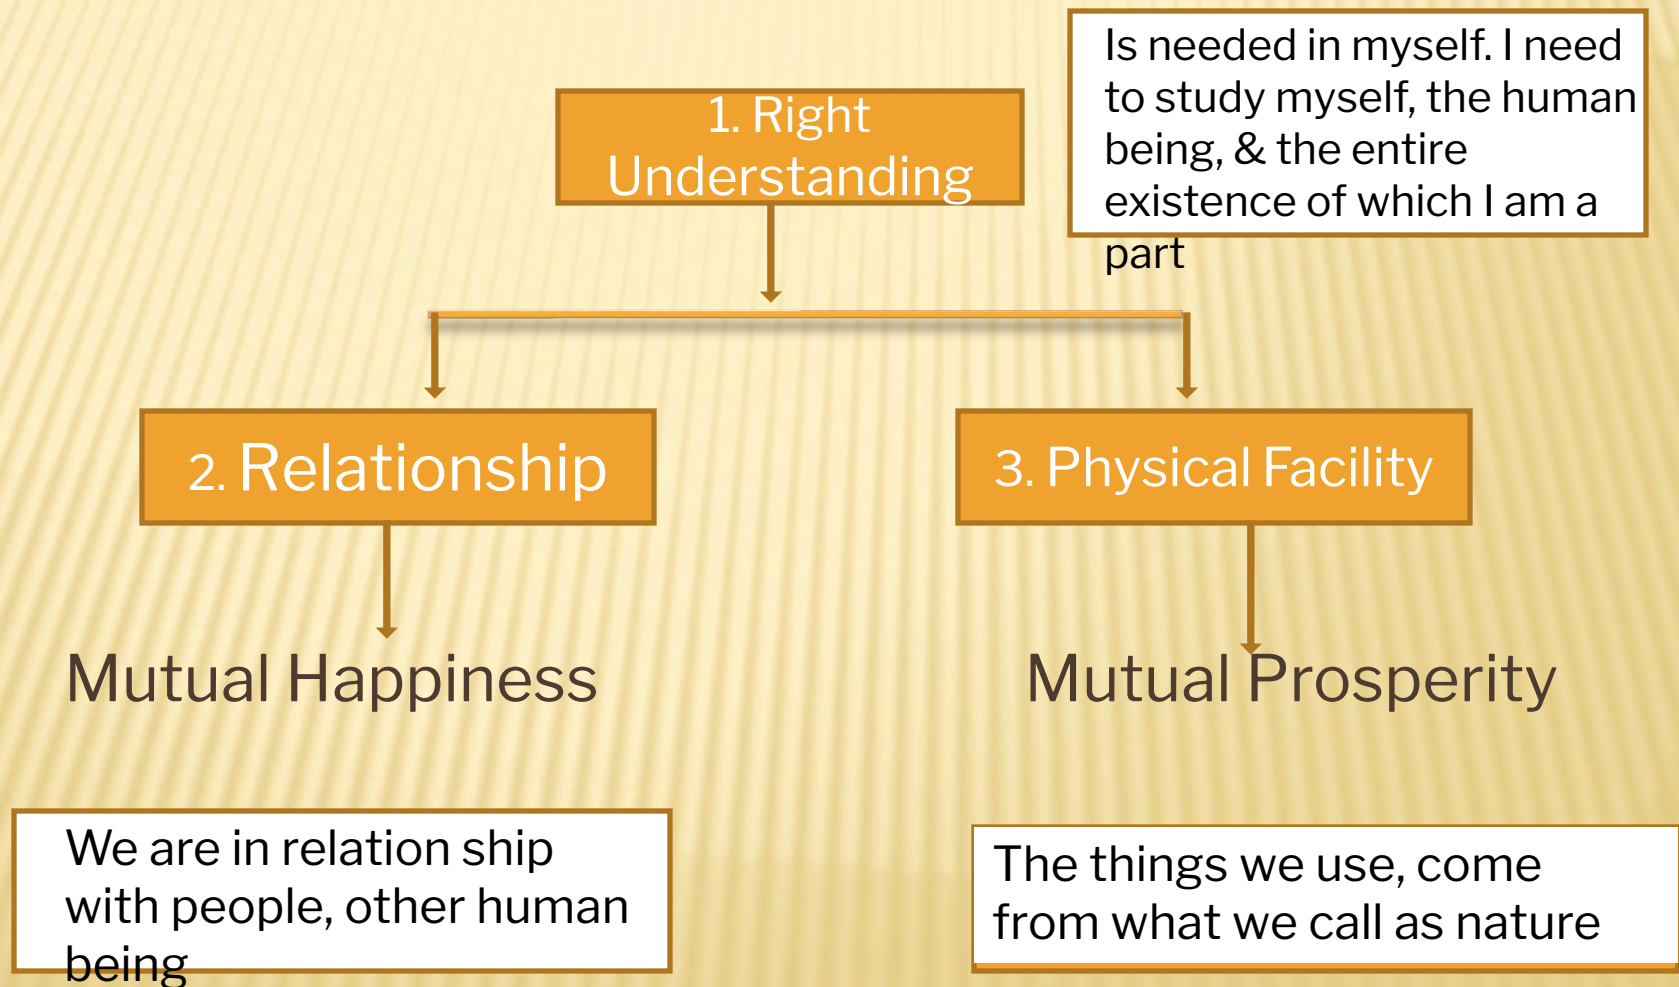 1. Right
Understanding
Is needed in myself. I need
to study myself, the human
being, & the entire
existence of which I am a
part
2. Relationship
3. Physical Facility
Mutual Happiness
Mutual Prosperity
We are in relation ship
with people, other human
being
The things we use, come
from what we call as nature